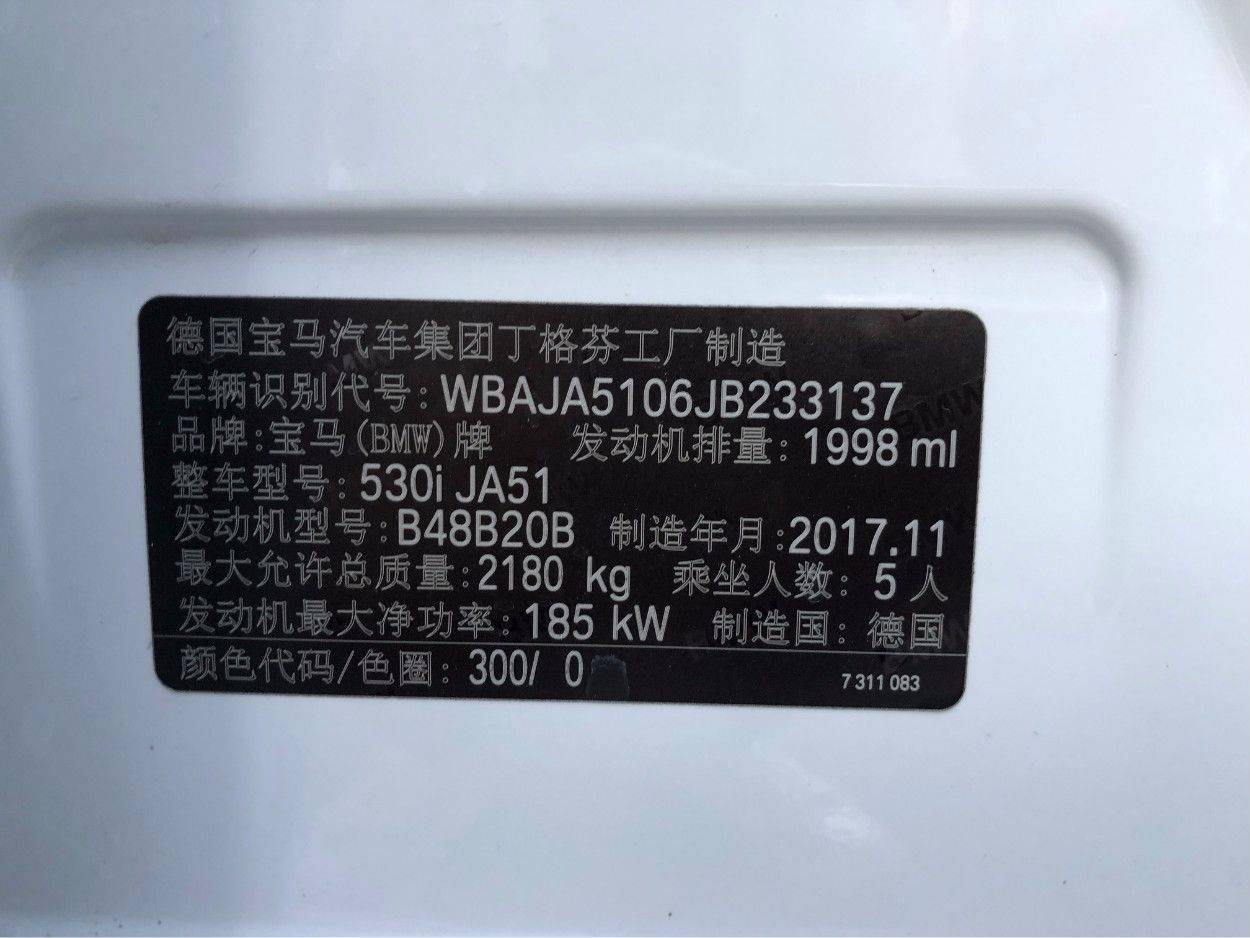 德国宝马汽车集团丁格芬工厂制造
车辆识别代号: WBAJA5106JB233137
品牌: 宝马(BMW)牌 发动机排量: 1998 ml
整车型号: 530i JA51
发动机型号: B48B20B 制造年月: 2017.11
最大允许总质量: 2180 kg 乘坐人数: 5 人
发动机最大净功率: 185 kW 制造国: 德国
颜色代码/色圈: 300/ 0 7 311 083